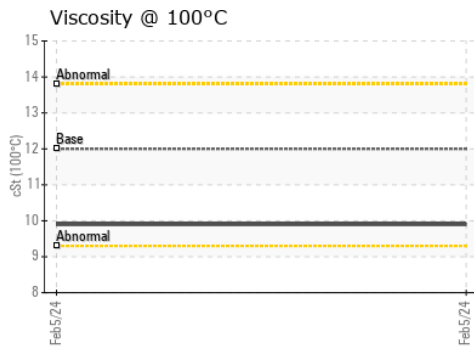 Viscosity @ 100°C
cSt (100°C)
15
14
13
12
11
10
9
8
Abnormal
Base
Abnormal
Feb5/24
Feb5/24